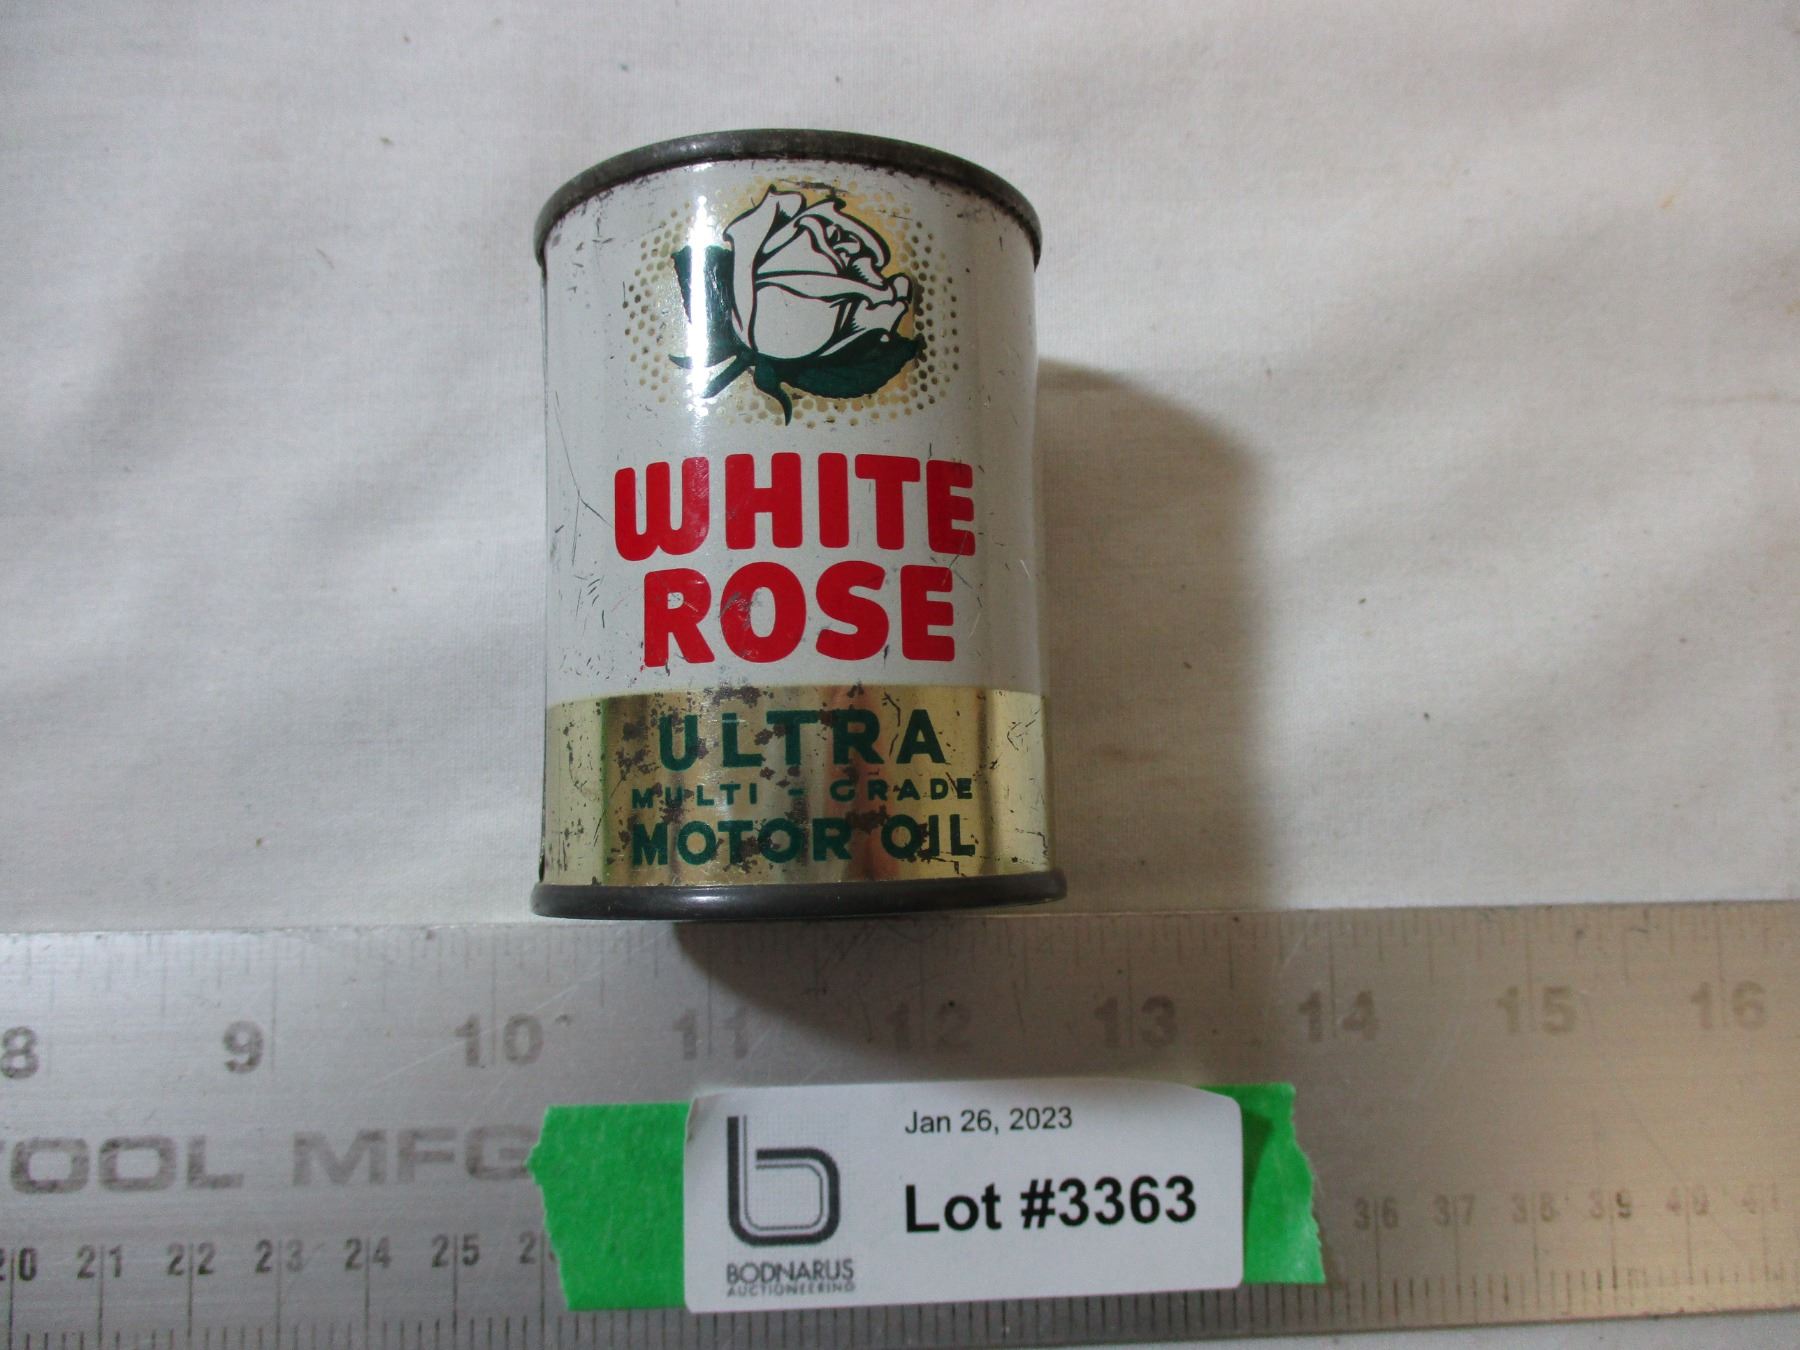 WHITE
ROSE
ULTRA
MULTI - GRADE
MOTOR OIL
8 9 10 11 12 13 14 15 16
TOOL MFG
20 21 22 23 24 25 36 37 38 39 40 41
Jan 26, 2023
Lot #3363
BODNARUS
AUCTIONEERING